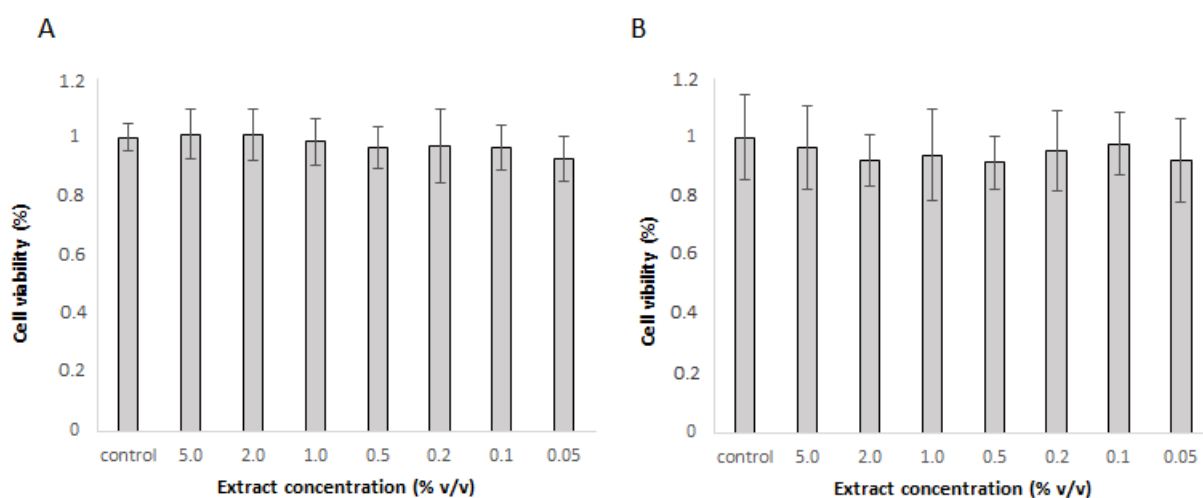 A
1.2
1
0.8
0.6
0.4
0.2
0
Cell viability (%)
control 5.0 2.0 1.0 0.5 0.2 0.1 0.05
Extract concentration (% v/v)
B
1.2
1
0.8
0.6
0.4
0.2
0
Cell vibility (%)
control 5.0 2.0 1.0 0.5 0.2 0.1 0.05
Extract concentration (% v/v)